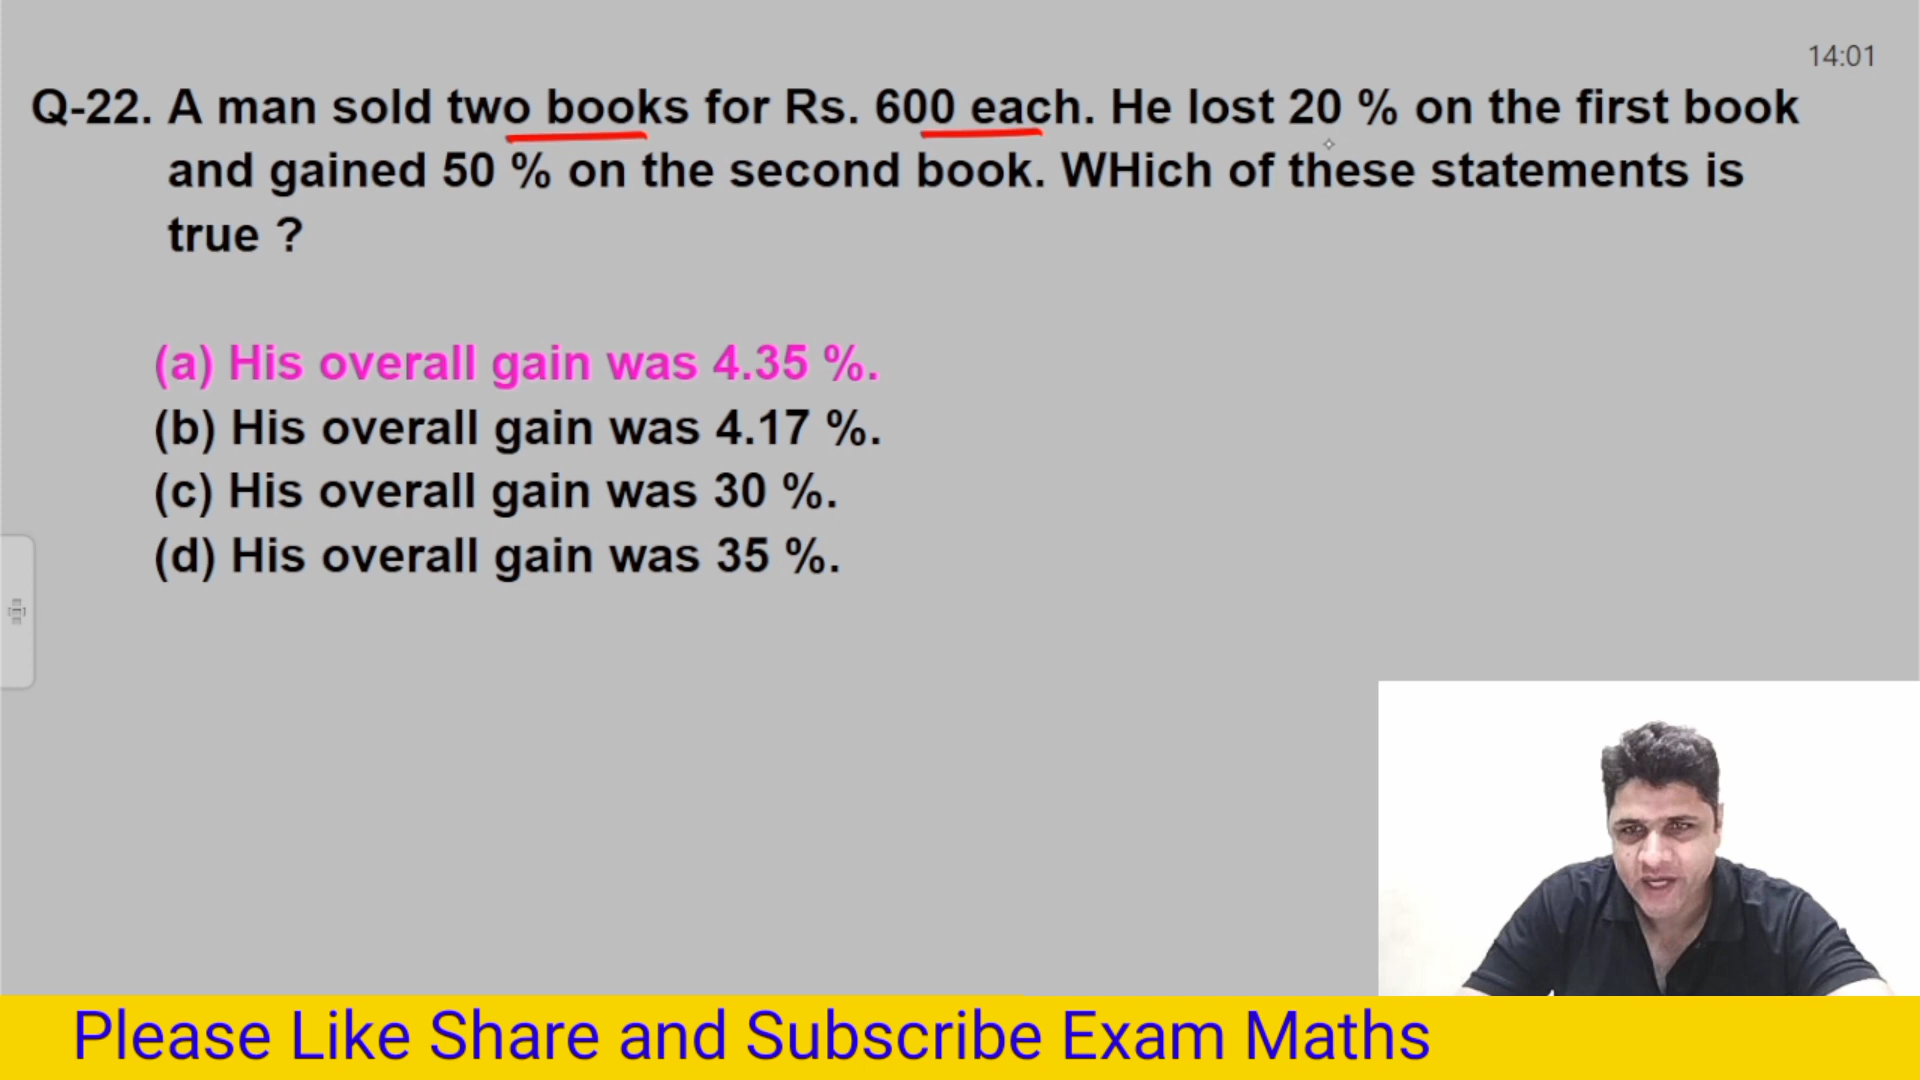 14:01
Q-22. A man sold two books for Rs. 600 each. He lost 20 % on the first book
and gained 50 % on the second book. WHich of these statements is
true ?
(a) His overall gain was 4.35 %.
(b) His overall gain was 4.17 %.
(c) His overall gain was 30 %.
(d) His overall gain was 35 %.
Please Like Share and Subscribe Exam Maths